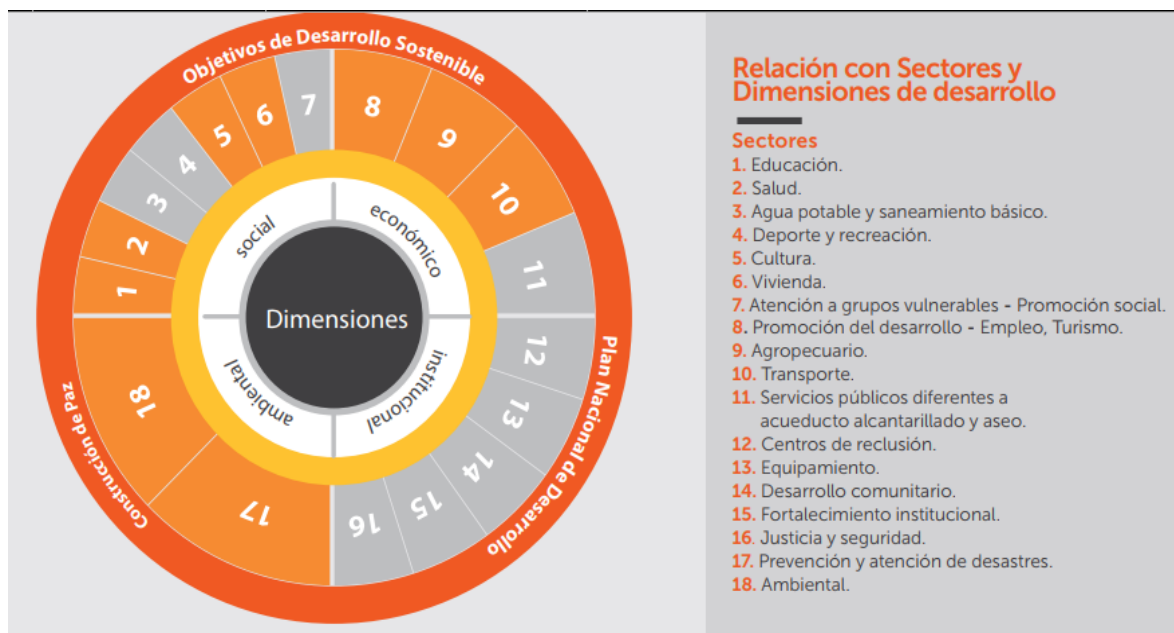 Objetivos de Desarrollo Sostenible
Plan Nacional de Desarrollo
Construcción de Paz
1
2
3
4
5
6
7
8
9
10
11
12
13
14
15
16
17
18
social
económico
institucional
ambiental
Dimensiones
Relación con Sectores y
Dimensiones de desarrollo
Sectores
1. Educación.
2. Salud.
3. Agua potable y saneamiento básico.
4. Deporte y recreación.
5. Cultura.
6. Vivienda.
7. Atención a grupos vulnerables - Promoción social.
8. Promoción del desarrollo - Empleo, Turismo.
9. Agropecuario.
10. Transporte.
11. Servicios públicos diferentes a
acueducto alcantarillado y aseo.
12. Centros de reclusión.
13. Equipamiento.
14. Desarrollo comunitario.
15. Fortalecimiento institucional.
16. Justicia y seguridad.
17. Prevención y atención de desastres.
18. Ambiental.